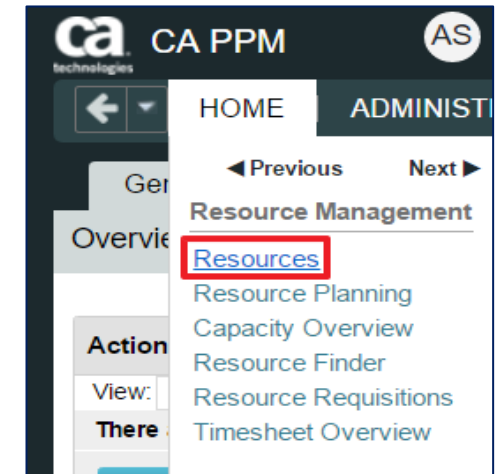 ca
technologies
CA PPM
AS
HOME ADMINIST
◀Previous Next▶
Ger
Resource Management
Overvie
Resources
Resource Planning
Action
Capacity Overview
Resource Finder
View:
Resource Requisitions
There
Timesheet Overview